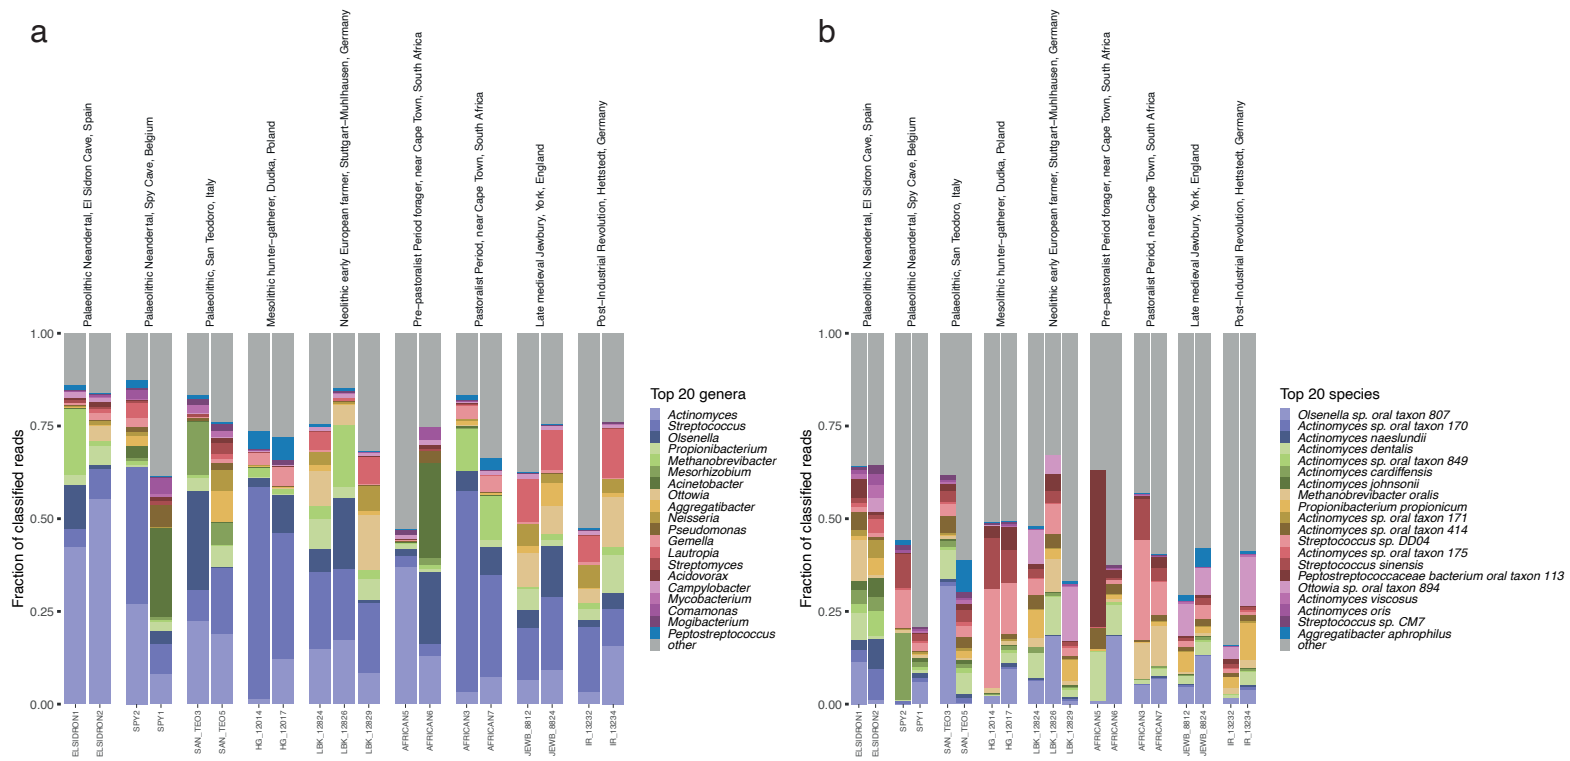 a
b
Palaeolithic Neandertal, El Sidron Cave, Spain
Palaeolithic Neandertal, Spy Cave, Belgium
Palaeolithic, San Teodoro, Italy
Mesolithic hunter−gatherer, Dudka, Poland
Neolithic early European farmer, Stuttgart−Muhlhausen, Germany
Pre−pastoralist Period forager, near Cape Town, South Africa
Pastoralist Period, near Cape Town, South Africa
Late medieval Jewbury, York, England
Post−Industrial Revolution, Hettstedt, Germany
1.00
0.75
0.50
0.25
0.00
Fraction of classified reads
ELSIDRON1
ELSIDRON2
SPY2
SPY1
SAN_TEO3
SAN_TEO5
HG_12014
HG_12017
LBK_12824
LBK_12826
LBK_12829
AFRICAN5
AFRICAN6
AFRICAN3
AFRICAN7
JEWB_8812
JEWB_8824
IR_13232
IR_13234
Top 20 genera
Actinomyces
Streptococcus
Olsenella
Propionibacterium
Methanobrevibacter
Mesorhizobium
Acinetobacter
Ottowia
Aggregatibacter
Neisseria
Pseudomonas
Gemella
Lautropia
Streptomyces
Acidovorax
Campylobacter
Mycobacterium
Comamonas
Mogibacterium
Peptostreptococcus
other
Palaeolithic Neandertal, El Sidron Cave, Spain
Palaeolithic Neandertal, Spy Cave, Belgium
Palaeolithic, San Teodoro, Italy
Mesolithic hunter−gatherer, Dudka, Poland
Neolithic early European farmer, Stuttgart−Muhlhausen, Germany
Pre−pastoralist Period forager, near Cape Town, South Africa
Pastoralist Period, near Cape Town, South Africa
Late medieval Jewbury, York, England
Post−Industrial Revolution, Hettstedt, Germany
1.00
0.75
0.50
0.25
0.00
Fraction of classified reads
ELSIDRON1
ELSIDRON2
SPY2
SPY1
SAN_TEO3
SAN_TEO5
HG_12014
HG_12017
LBK_12824
LBK_12826
LBK_12829
AFRICAN5
AFRICAN6
AFRICAN3
AFRICAN7
JEWB_8812
JEWB_8824
IR_13232
IR_13234
Top 20 species
Olsenella sp. oral taxon 807
Actinomyces sp. oral taxon 170
Actinomyces naeslundii
Actinomyces dentalis
Actinomyces sp. oral taxon 849
Actinomyces cardiffensis
Actinomyces johnsonii
Methanobrevibacter oralis
Propionibacterium propionicum
Actinomyces sp. oral taxon 171
Actinomyces sp. oral taxon 414
Streptococcus sp. DD04
Actinomyces sp. oral taxon 175
Streptococcus sinensis
Peptostreptococcaceae bacterium oral taxon 113
Ottowia sp. oral taxon 894
Actinomyces viscosus
Actinomyces oris
Streptococcus sp. CM7
Aggregatibacter aphrophilus
other